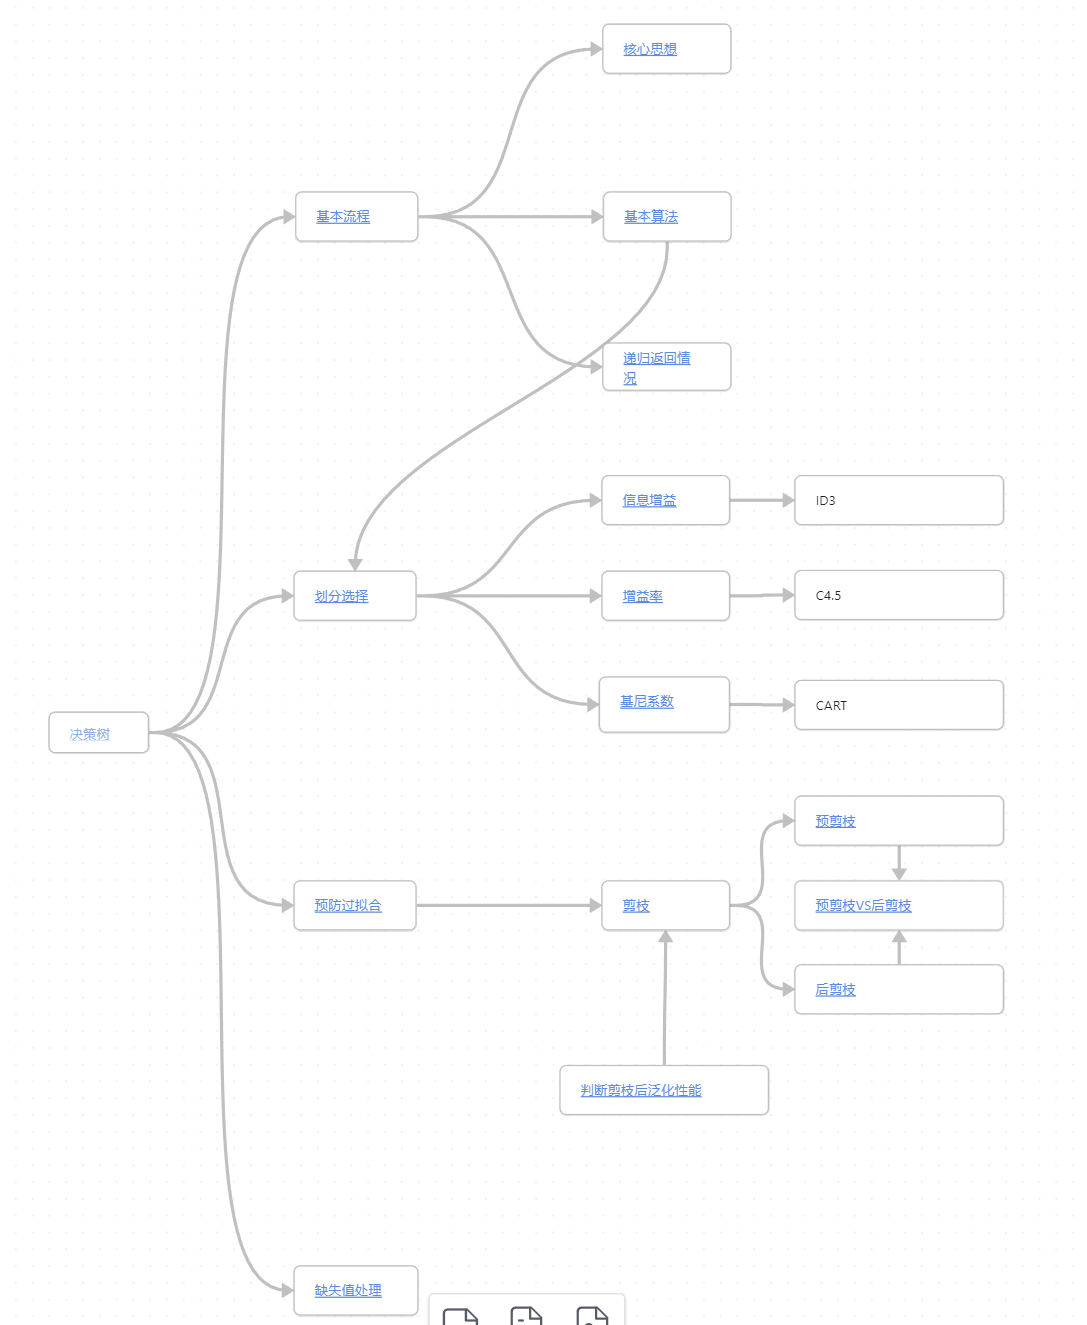 核心思想
基本流程
基本算法
递归返回情
况
信息增益
ID3
划分选择
增益率
C4.5
基尼系数
CART
决策树
预剪枝
预防过拟合
剪枝
预剪枝VS后剪枝
后剪枝
判断剪枝后泛化性能
缺失值处理